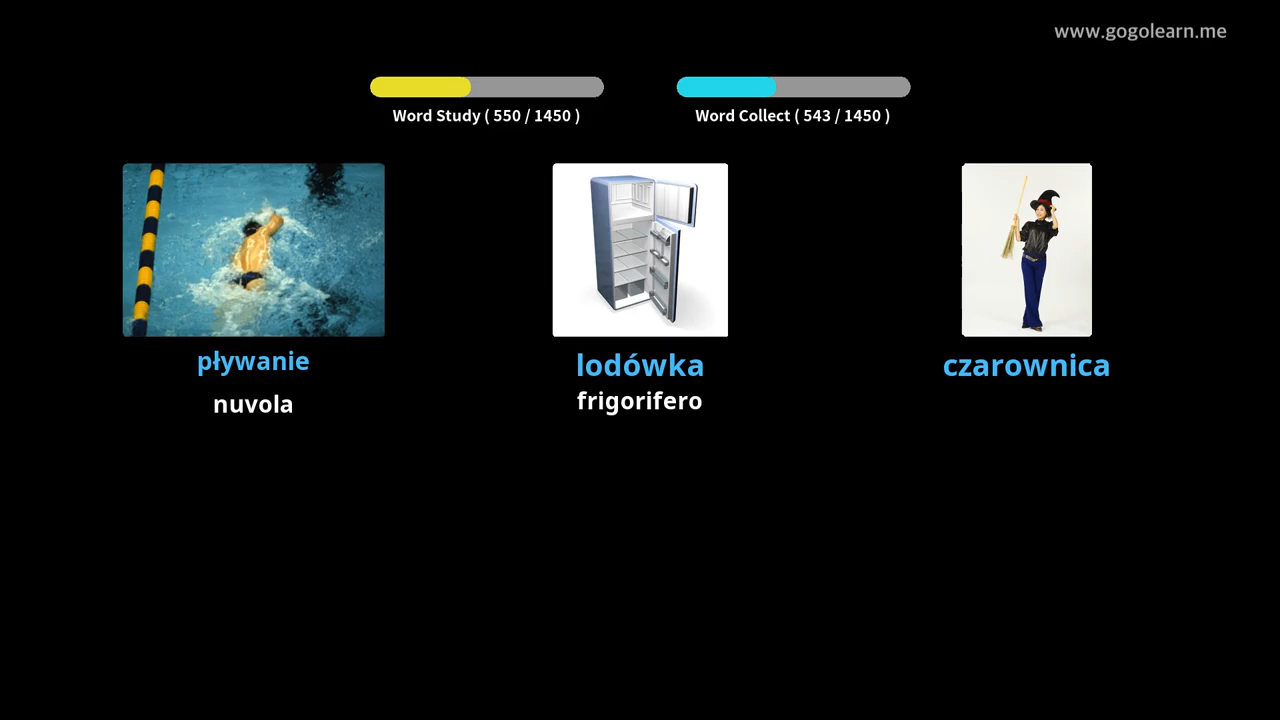 www.gogolearn.me
Word Study ( 550 / 1450 )
Word Collect ( 543 / 1450 )
pływanie
lodówka
czarownica
nuvola
frigorifero